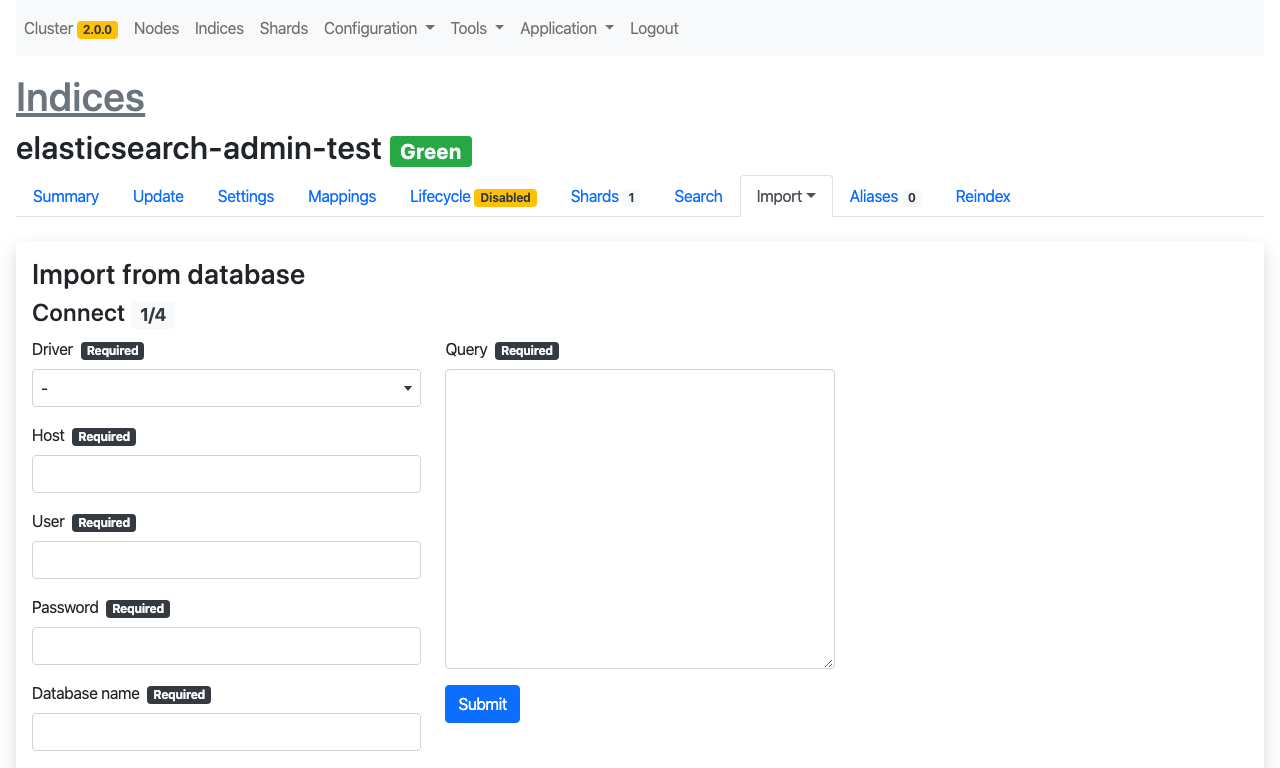 Cluster 2.0.0 Nodes Indices Shards Configuration Tools Application Logout
Indices
elasticsearch-admin-test Green
Summary Update Settings Mappings Lifecycle Disabled Shards 1 Search Import Aliases 0 Reindex
Import from database
Connect 1/4
Driver Required
-
Host Required
User Required
Password Required
Database name Required
Query Required
Submit